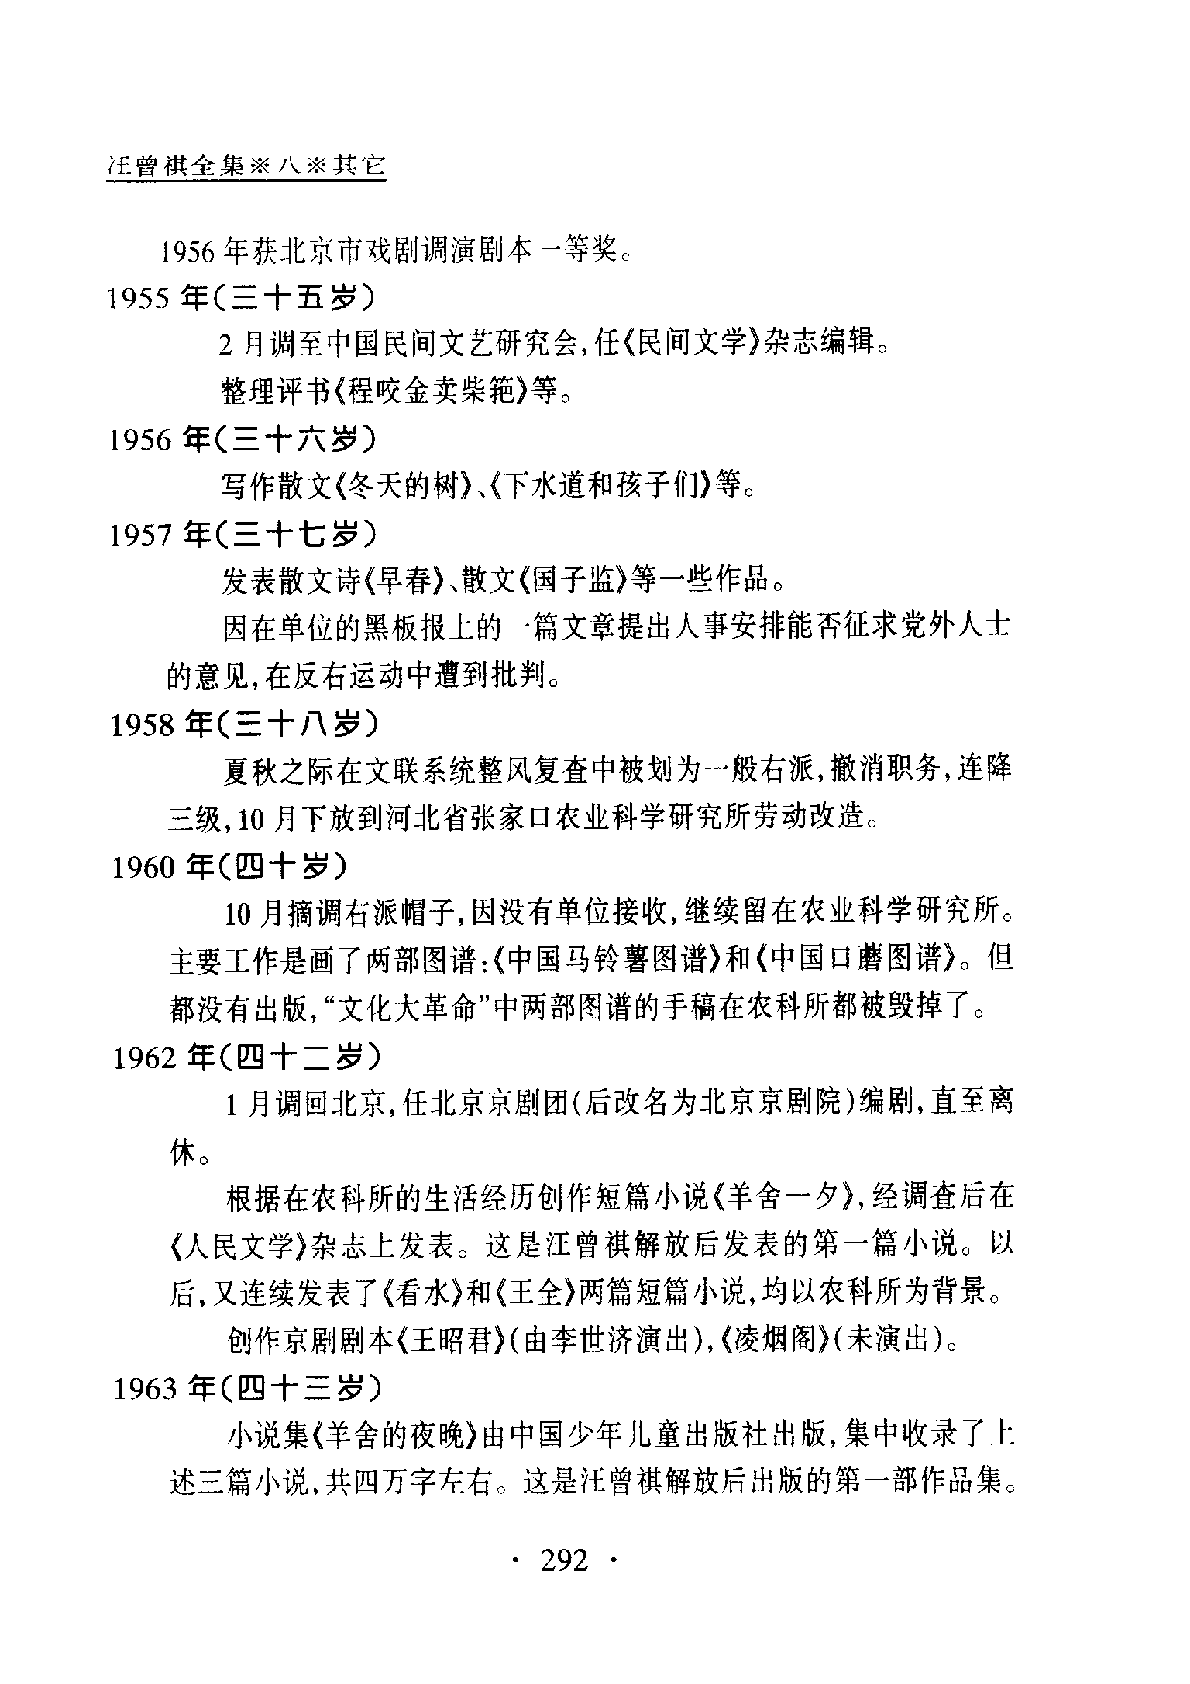 汪曾祺全集※八※其它
1956年获北京市戏剧调演剧本一等奖。
1955年(三十五岁)
2月调至中国民间文艺研究会,任《民间文学》杂志编辑。
整理评书《程咬金卖柴筢》等。
1956年(三十六岁)
写作散文《冬天的树》、《下水道和孩子们》等。
1957年(三十七岁)
发表散文诗《早春》、散文《国子监》等一些作品。
因在单位的黑板报上的一篇文章提出人事安排能否征求党外人士
的意见,在反右运动中遭到批判。
1958年(三十八岁)
夏秋之际在文联系统整风复查中被划为一般右派,撤消职务,连降
三级,10月下放到河北省张家口农业科学研究所劳动改造。
1960年(四十岁)
10月摘调右派帽子,因没有单位接收,继续留在农业科学研究所。
主要工作是画了两部图谱:《中国马铃薯图谱》和《中国口蘑图谱》。但
都没有出版,“文化大革命”中两部图谱的手稿在农科所都被毁掉了。
1962年(四十二岁)
1月调回北京,任北京京剧团(后改名为北京京剧院)编剧,直至离
休。
根据在农科所的生活经历创作短篇小说《羊舍一夕》,经调查后在
《人民文学》杂志上发表。这是汪曾祺解放后发表的第一篇小说。以
后,又连续发表了《看水》和《王全》两篇短篇小说,均以农科所为背景。
创作京剧剧本《王昭君》(由李世济演出),《凌烟阁》(未演出)。
1963年(四十三岁)
小说集《羊舍的夜晚》由中国少年儿童出版社出版,集中收录了上
述三篇小说,共四万字左右。这是汪曾祺解放后出版的第一部作品集。
· 292 ·